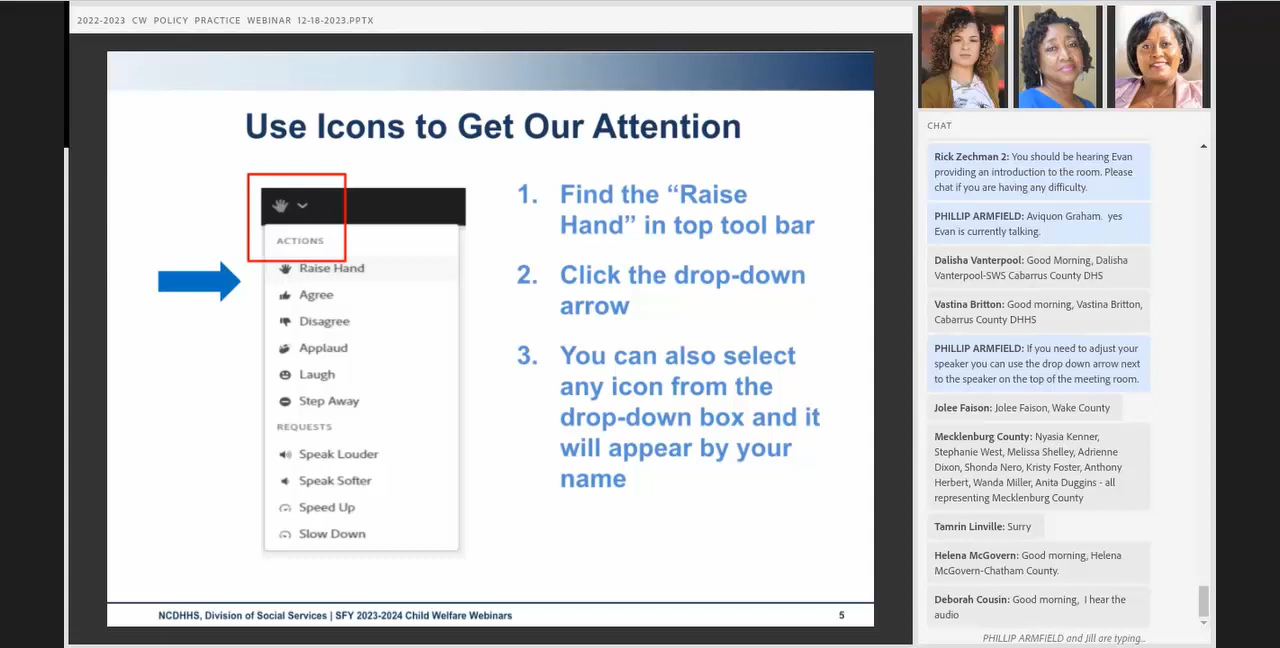 2022-2023 CW POLICY PRACTICE WEBINAR 12-18-2023.PPTX
Use Icons to Get Our Attention
ACTIONS
Raise Hand
Agree
Disagree
Applaud
Laugh
Step Away
REQUESTS
Speak Louder
Speak Softer
Speed Up
Slow Down
1. Find the “Raise
Hand” in top tool bar
2. Click the drop-down
arrow
3. You can also select
any icon from the
drop-down box and it
will appear by your
name
NCDHHS, Division of Social Services | SFY 2023-2024 Child Welfare Webinars
5
CHAT
Rick Zechman 2: You should be hearing Evan
providing an introduction to the room. Please
chat if you are having any difficulty.
PHILLIP ARMFIELD: Aviquon Graham. yes
Evan is currently talking.
Dalisha Vanterpool: Good Morning, Dalisha
Vanterpool-SWS Cabarrus County DHS
Vastina Britton: Good morning, Vastina Britton,
Cabarrus County DHHS
PHILLIP ARMFIELD: If you need to adjust your
speaker you can use the drop down arrow next
to the speaker on the top of the meeting room.
Jolee Faison: Jolee Faison, Wake County
Mecklenburg County: Nyasia Kenner,
Stephanie West, Melissa Shelley, Adrienne
Dixon, Shonda Nero, Kristy Foster, Anthony
Herbert, Wanda Miller, Anita Duggins - all
representing Mecklenburg County
Tamrin Linville: Surry
Helena McGovern: Good morning, Helena
McGovern-Chatham County.
Deborah Cousin: Good morning, I hear the
audio
PHILLIP ARMFIELD and Jill are typing...